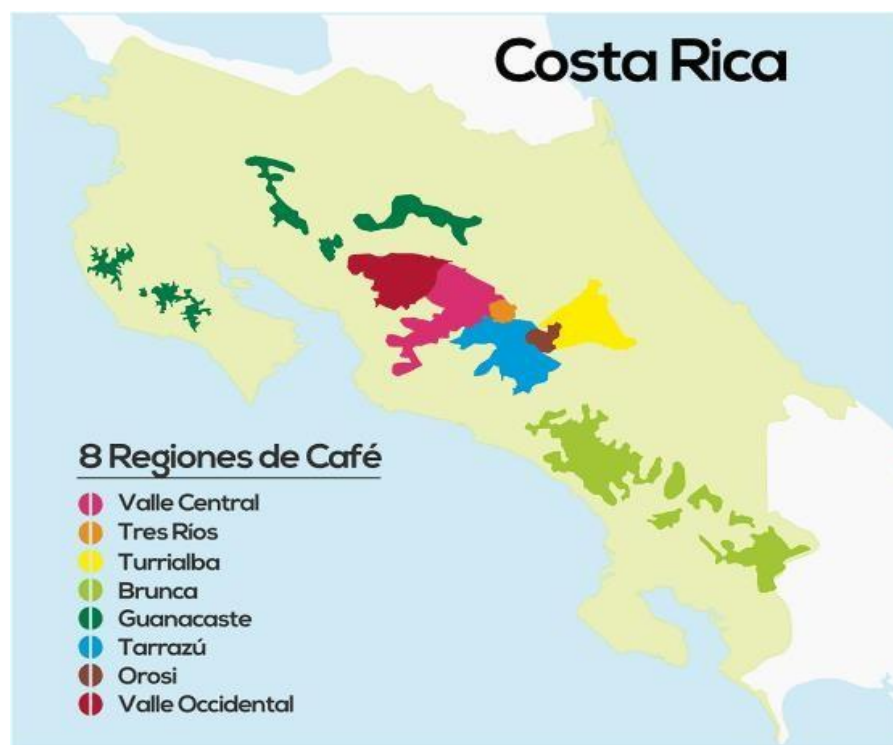 Costa Rica
8 Regiones de Café
Valle Central
Tres Ríos
Turrialba
Brunca
Guanacaste
Tarrazú
Orosi
Valle Occidental